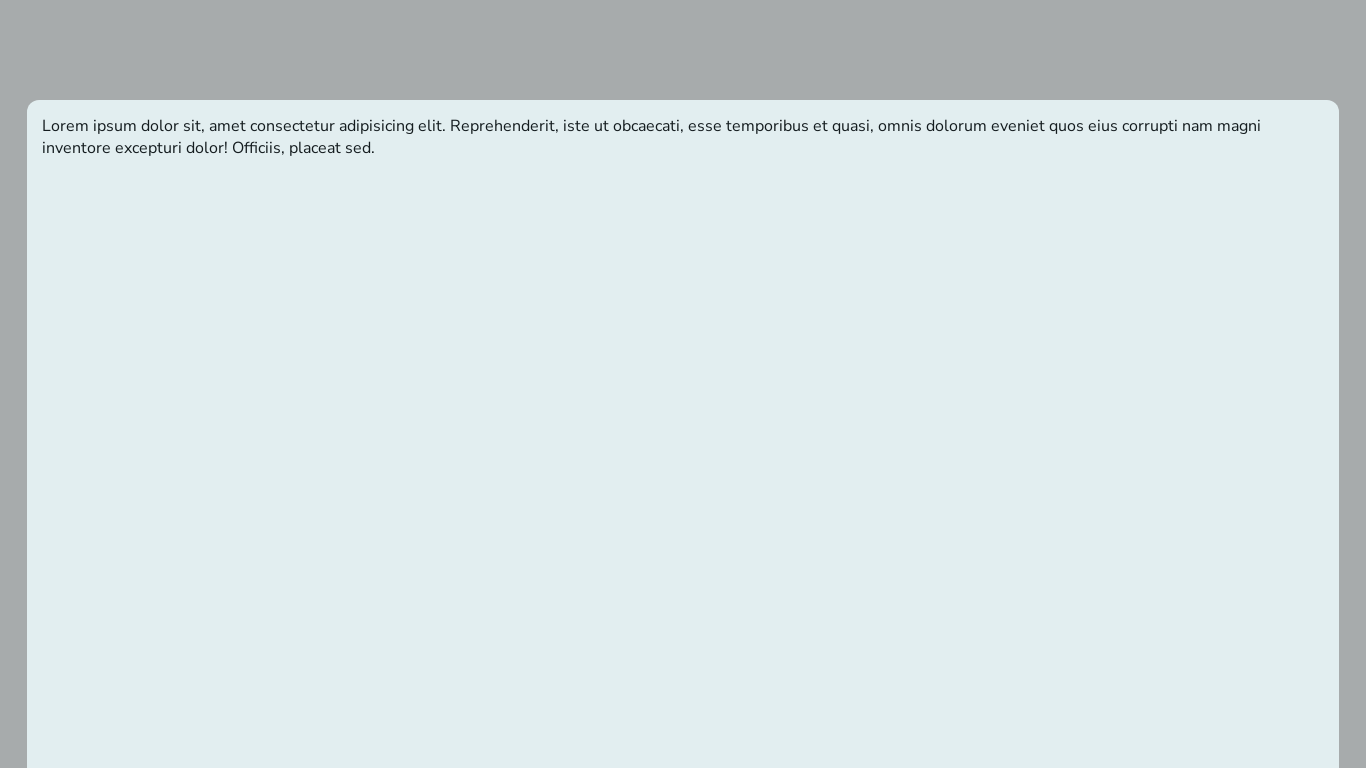 Lorem ipsum dolor sit, amet consectetur adipisicing elit. Reprehenderit, iste ut obcaecati, esse temporibus et quasi, omnis dolorum eveniet quos eius corrupti nam magni
inventore excepturi dolor! Officiis, placeat sed.